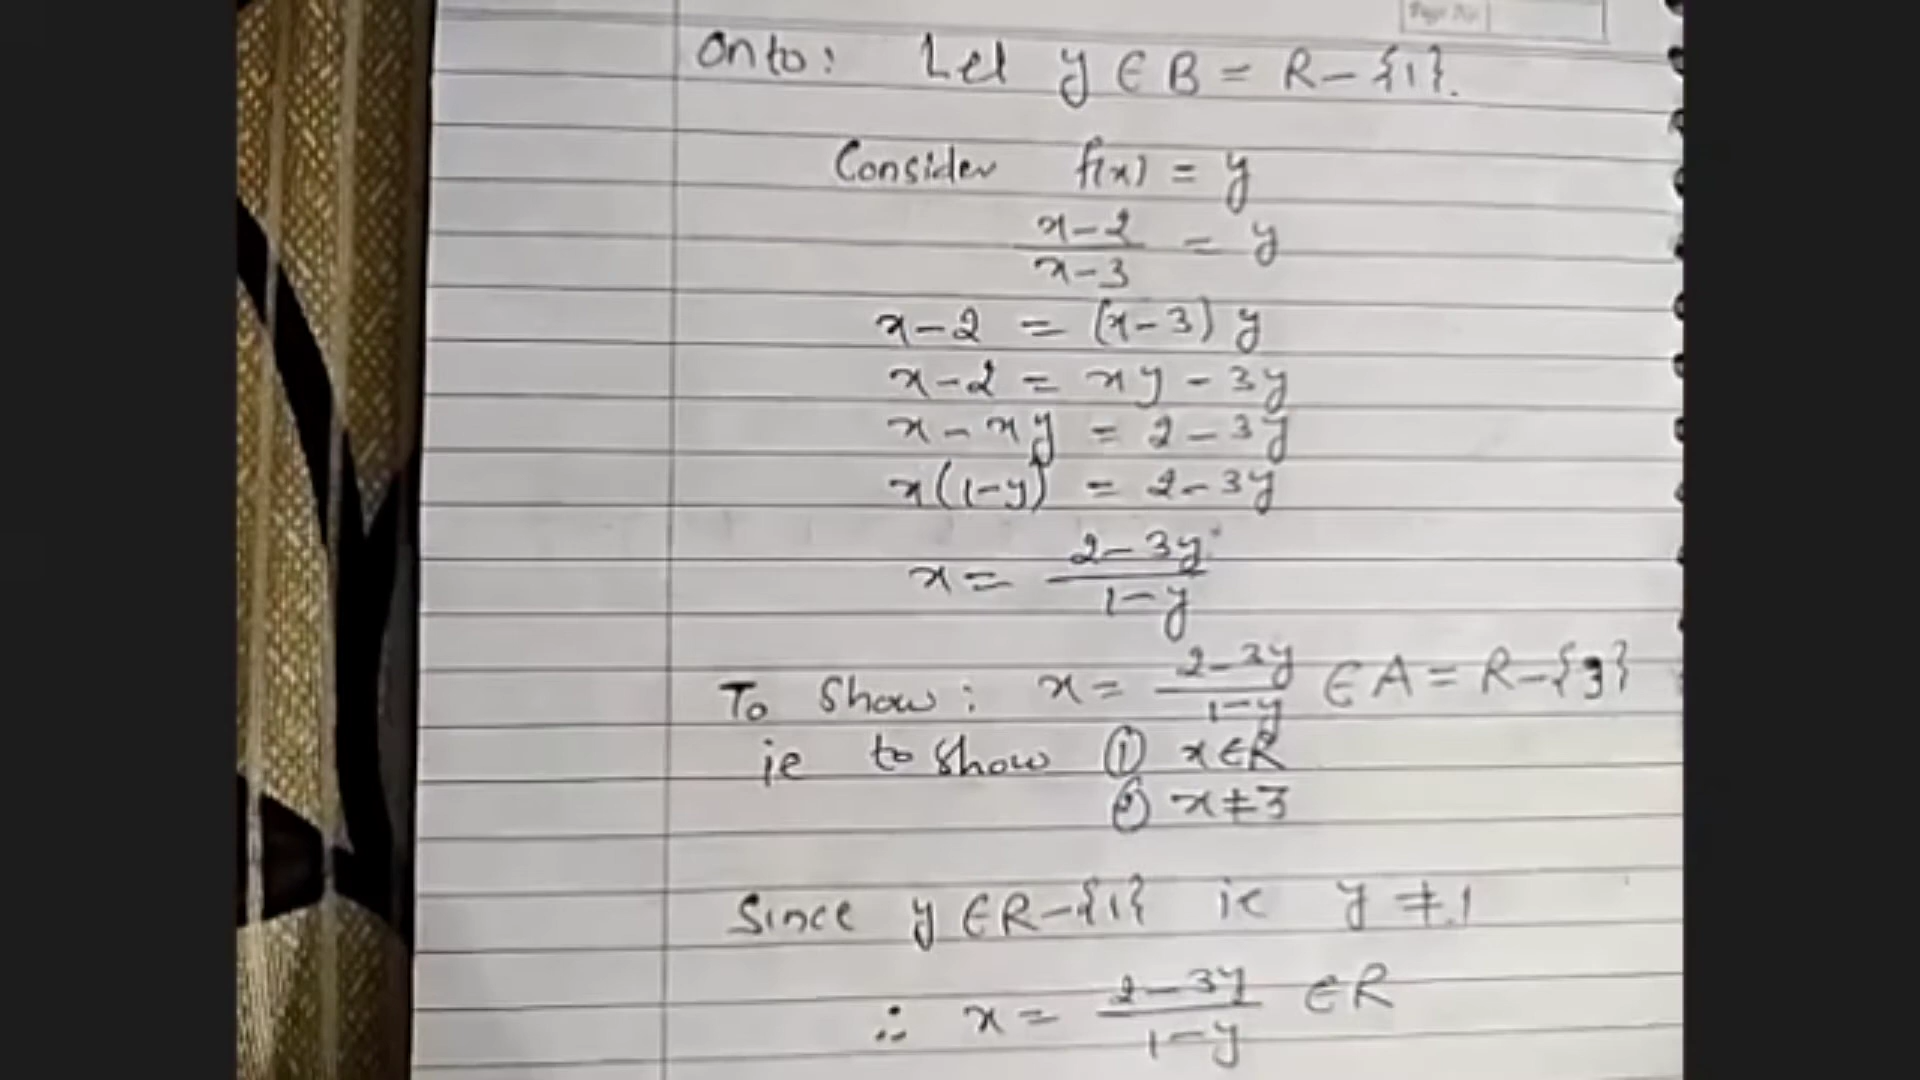 Page No.
Onto: Let y ∈ B = R - {1}.
Consider f(x) = y
x-2 / x-3 = y
x-2 = (x-3) y
x-2 = xy - 3y
x - xy = 2 - 3y
x(1-y) = 2-3y
x = 2-3y / 1-y
To show: x = 2-3y / 1-y ∈ A = R-{3}
ie to show ① x ∈ R
② x ≠ 3
Since y ∈ R-{1} ie y ≠ 1
∴ x = 2-3y / 1-y ∈ R